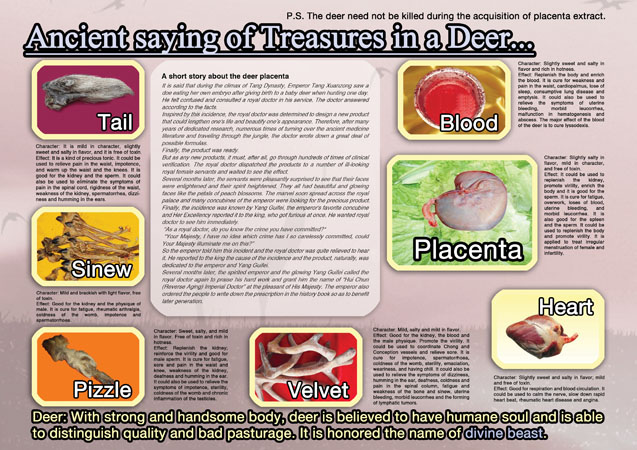 P.S. The deer need not be killed during the acquisition of placenta extract.
Ancient saying of Treasures in a Deer...
Tail
Character: It is mild in character, slightly
sweet and salty in flavor, and it is free of toxin.
Effect: It is a kind of precious tonic. It could be
used to relieve pain in the waist, impotence,
and warm up the waist and the knees. It is
good for the kidney and the sperm. It could
also be used to eliminate the symptoms of
pain in the spinal cord, rigidness of the waist,
weakness of the kidney, spermatorrhea, dizzi-
ness and humming in the ears.
Sinew
Character: Mild and brackish with light flavor, free
of toxin.
Effect: Good for the kidney and the physique of
male. It is cure for fatigue, rheumatic arthralgia,
coldness of the womb, impotence and
spermatorrhoea.
Pizzle
Character: Sweet, salty, and mild
in flavor. Free of toxin and rich in
hotness.
Effect: Replenish the kidney,
reinforce the virility and good for
male sperm. It is cure for fatigue,
sore and pain in the waist and
knee, weakness of the kidney,
deafness and humming in the ear.
It could also be used to relieve the
symptoms of impotence, sterility,
coldness of the womb and chronic
inflammation of the testicles.
A short story about the deer placenta
It is said that during the climax of Tang Dynasty, Emperor Tang Xuanzong saw a
doe eating her own embryo after giving birth to a baby deer when hunting one day.
He felt confused and consulted a royal doctor in his service. The doctor answered
according to the facts.
Inspired by this incidence, the royal doctor was determined to design a new product
that could lengthen one's life and beautify one's appearance. Therefore, after many
years of dedicated research, numerous times of turning over the ancient medicine
literature and traveling through the jungle, the doctor wrote down a great deal of
possible formulas.
Finally, the product was ready.
But as any new products, it must, after all, go through hundreds of times of clinical
verification. The royal doctor dispatched the products to a number of ill-looking
royal female servants and waited to see the effect.
Several months later, the servants were pleasantly surprised to see that their faces
were enlightened and their spirit heightened. They all had beautiful and glowing
faces like the petals of peach blossoms. The marvel soon spread across the royal
palace and many concubines of the emperor were looking for the precious product
Finally, the incidence was known by Yang Guifei, the emperor's favorite concubine
and Her Excellency reported it to the king, who got furious at once. He wanted royal
doctor to see him immediately.
"As a royal doctor, do you know the crime you have committed?"
"Your Majesty, I have no idea which crime has I so carelessly committed, could
Your Majesty illuminate me on this?"
So the emperor told him this incident and the royal doctor was quite relieved to hear
it. He reported to the king the cause of the incidence and the product, naturally, was
dedicated to the emperor and Yang Guifei.
Several months later, the spirited emperor and the glowing Yang Guifei called the
royal doctor again to praise his hard work and grant him the name of "Hui Chun
(Reverse Aging) Imperial Doctor" at the pleasant of His Majesty. The emperor also
ordered the people to write down the prescription in the history book so as to benefit
later generation.
Velvet
Character: Mild, salty and mild in flavor.
Effect: Good for the kidney, the blood and
the male physique. Promote the virility. It
could be used to coordinate Chong and
Conception vessels and relieve sore. It is
cure for impotence, spermatorrhea,
coldness of the womb, sterility, emaciation,
weariness, and having chill. It could also be
used to relieve the symptoms of dizziness,
humming in the ear, deafness, coldness and
pain in the spinal column, fatigue and
weakness of the bone and sinew, uterine
bleeding, morbid leucorrhea and the forming
of lymphatic tumors.
Blood
Character: Slightly sweet and salty in
flavor and rich in hotness.
Effect: Replenish the body and enrich
the blood. It is cure for weakness and
pain in the waist, cardiopalmus, lose of
sleep, consumptive lung disease and
emptysis. It could also be used to
relieve the symptoms of uterine
bleeding, morbid leucorrhea,
malfunction in hematogenesis and
abscess. The major effect of the blood
of the deer is to cure lyssodexis.
Placenta
Character: Slightly salty in
flavor, mild in character,
and free of toxin.
Effect: It could be used to
replenish the kidney,
promote virility, enrich the
body and it is good for the
sperm. It is cure for fatigue,
overwork, loses of blood,
uterine bleeding, and
morbid leucorrhea. It is
also good for the spleen
and the sperm. It could be
used to replenish the body
and promote virility. It is
applied to treat irregular
menstruation of female and
infertility.
Heart
Character: Slightly sweet and salty in flavor, mild
and free of toxin.
Effect: Good for respiration and blood circulation. It
could be used to calm the nerve, slow down rapid
heart beat, rheumatic heart disease and angina.
Deer: With strong and handsome body, deer is believed to have humane soul and is able
to distinguish quality and bad pasturage. It is honored the name of divine beast.